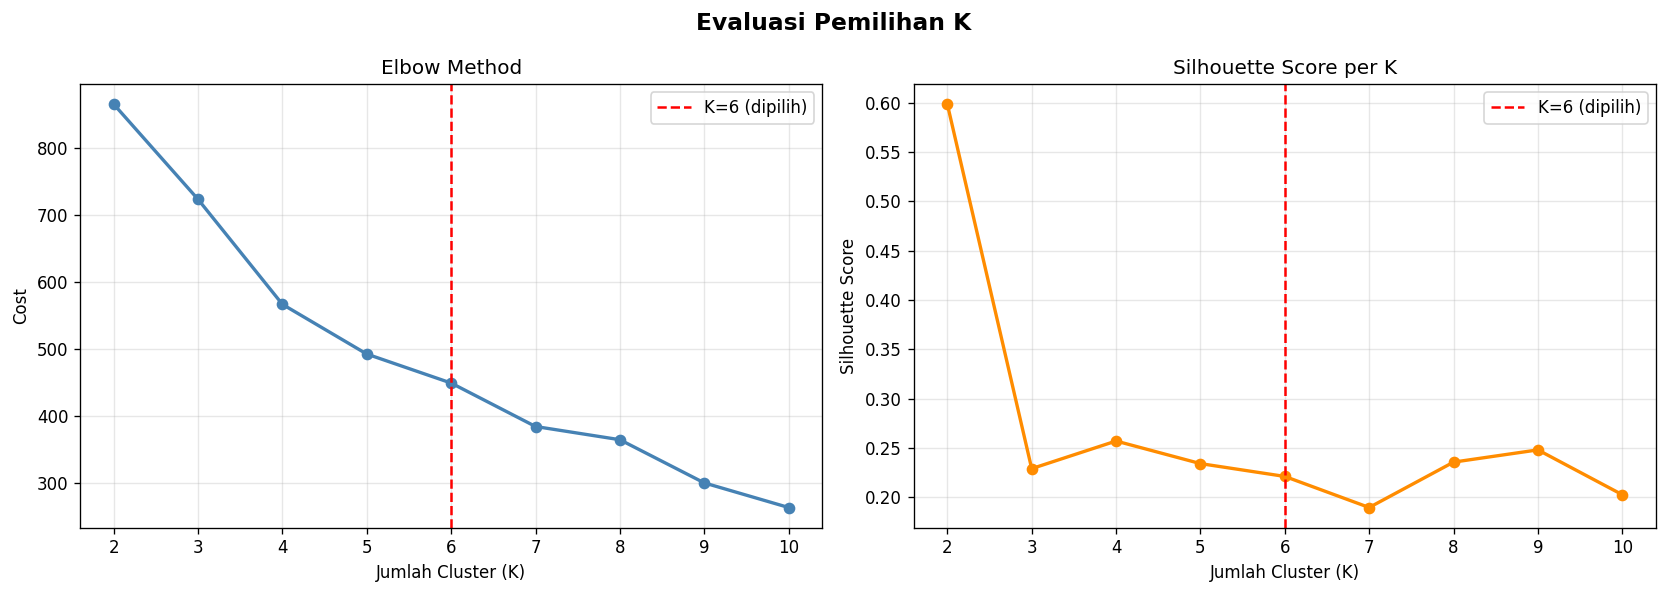 Evaluasi Pemilihan K
Elbow Method
K=6 (dipilih)
Cost
800
700
600
500
400
300
2 3 4 5 6 7 8 9 10
Jumlah Cluster (K)
Silhouette Score per K
K=6 (dipilih)
Silhouette Score
0.60
0.55
0.50
0.45
0.40
0.35
0.30
0.25
0.20
2 3 4 5 6 7 8 9 10
Jumlah Cluster (K)